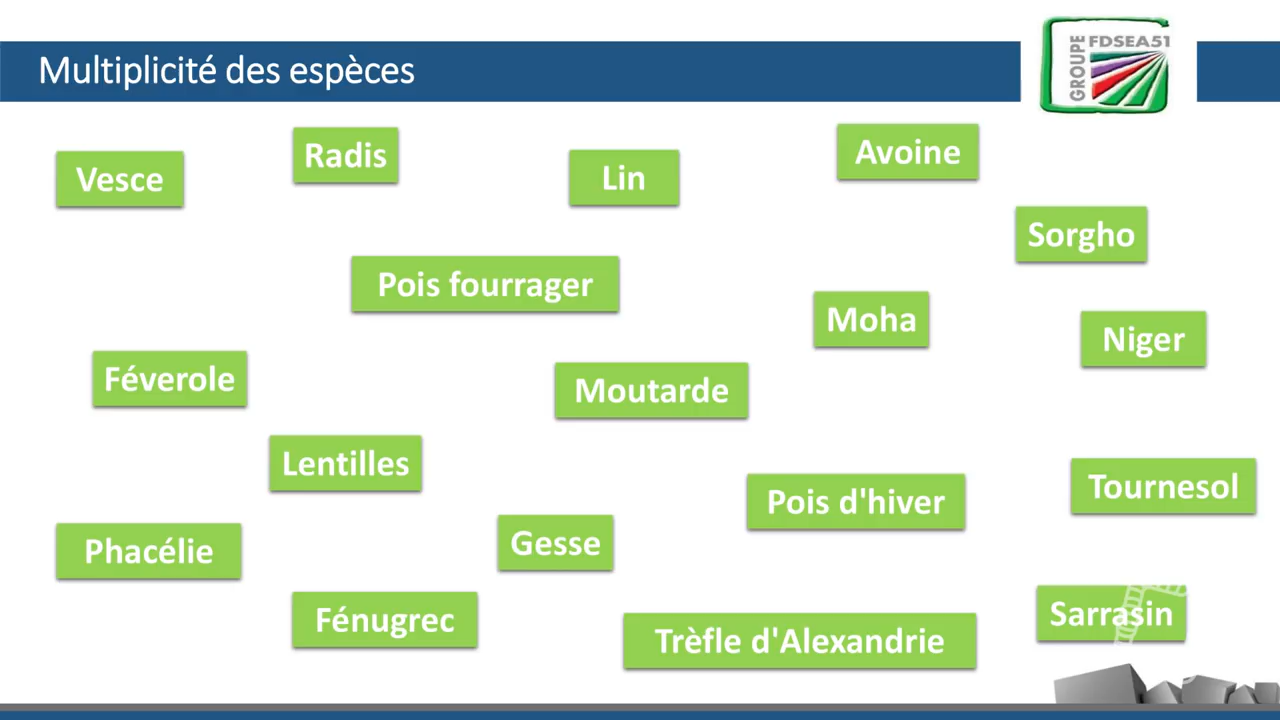 Multiplicité des espèces
GROUPE
FDSEA51
Vesce
Radis
Lin
Avoine
Sorgho
Pois fourrager
Moha
Niger
Féverole
Moutarde
Lentilles
Pois d'hiver
Tournesol
Phacélie
Gesse
Fénugrec
Trèfle d'Alexandrie
Sarrasin